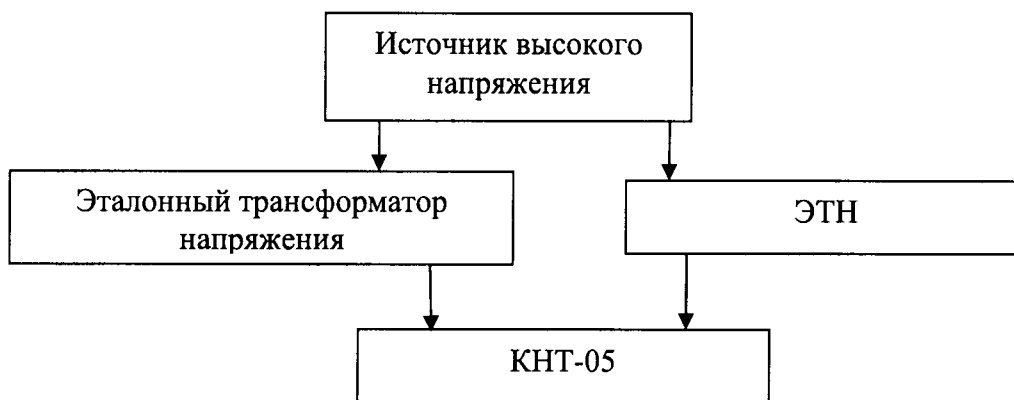 Источник высокого
напряжения
Эталонный трансформатор
напряжения
ЭТН
КНТ-05